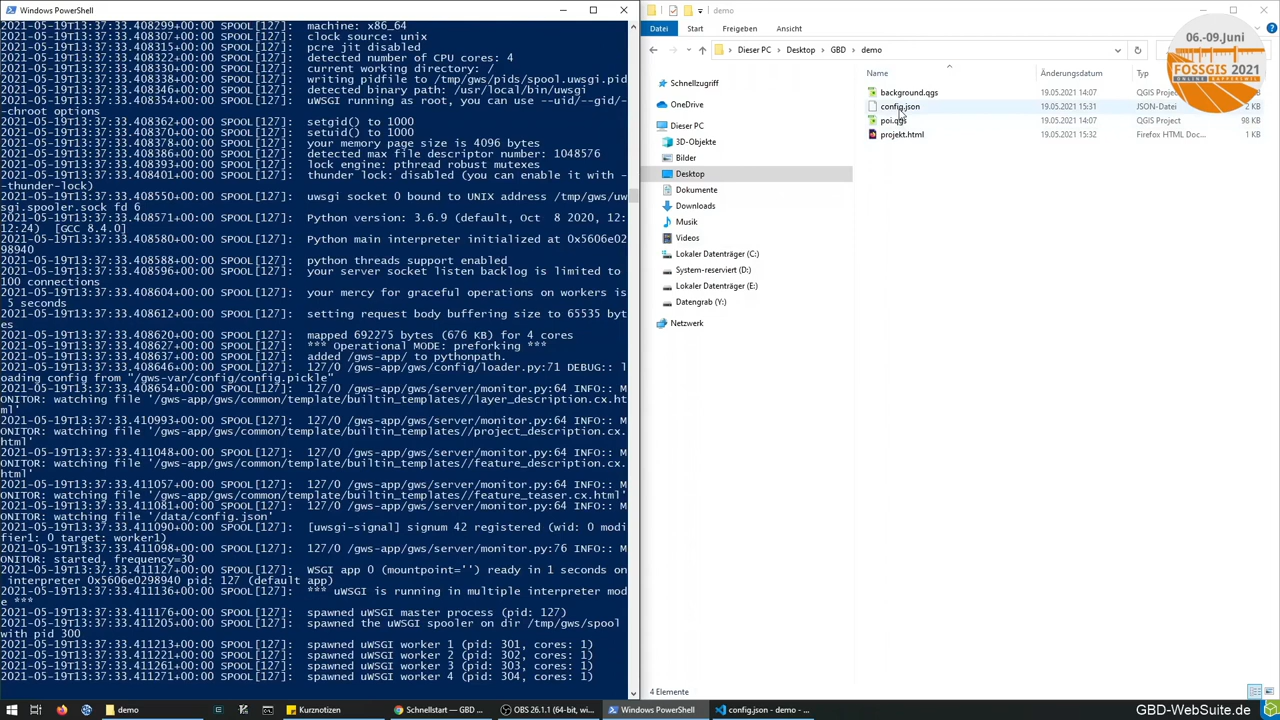 Windows PowerShell
2021-05-19T13:37:33.408299+00:00 SPOOL[127]:  machine: x86_64
2021-05-19T13:37:33.408307+00:00 SPOOL[127]:  clock source: unix
2021-05-19T13:37:33.408315+00:00 SPOOL[127]:  pcre jit disabled
2021-05-19T13:37:33.408325+00:00 SPOOL[127]:  detected number of CPU cores: 4
2021-05-19T13:37:33.408331+00:00 SPOOL[127]:  current working directory: /
2021-05-19T13:37:33.408338+00:00 SPOOL[127]:  writing pidfile to /tmp/gws/pids/spool.uwsgi.pid
2021-05-19T13:37:33.408354+00:00 SPOOL[127]:  detected binary path: /usr/local/bin/uwsgi
2021-05-19T13:37:33.408361+00:00 SPOOL[127]:  uWSGI running as root, you can use --uid/--gid/-
-chroot options
2021-05-19T13:37:33.408364+00:00 SPOOL[127]:  setgid() to 1000
2021-05-19T13:37:33.408370+00:00 SPOOL[127]:  setuid() to 1000
2021-05-19T13:37:33.408378+00:00 SPOOL[127]:  your memory page size is 4096 bytes
2021-05-19T13:37:33.408386+00:00 SPOOL[127]:  detected max file descriptor number: 1048576
2021-05-19T13:37:33.408393+00:00 SPOOL[127]:  lock engine: pthread robust mutexes
2021-05-19T13:37:33.408401+00:00 SPOOL[127]:  thunder lock: disabled (you can enable it with -
-thunder-lock)
2021-05-19T13:37:33.408550+00:00 SPOOL[127]:  uwsgi socket 0 bound to UNIX address /tmp/gws/uw
sgi.spooler.sock fd 6
2021-05-19T13:37:33.408571+00:00 SPOOL[127]:  Python version: 3.6.9 (default, Oct  8 2020, 12:
12:24)  [GCC 8.4.0]
2021-05-19T13:37:33.408580+00:00 SPOOL[127]:  Python main interpreter initialized at 0x5606e02
98940
2021-05-19T13:37:33.408588+00:00 SPOOL[127]:  python threads support enabled
2021-05-19T13:37:33.408596+00:00 SPOOL[127]:  your server socket listen backlog is limited to
100 connections
2021-05-19T13:37:33.408604+00:00 SPOOL[127]:  your mercy for graceful operations on workers is
5 seconds
2021-05-19T13:37:33.408612+00:00 SPOOL[127]:  setting request body buffering size to 65535 byt
es
2021-05-19T13:37:33.408620+00:00 SPOOL[127]:  mapped 692275 bytes (676 KB) for 4 cores
2021-05-19T13:37:33.408629+00:00 SPOOL[127]:  *** Operational MODE: preforking ***
2021-05-19T13:37:33.408637+00:00 SPOOL[127]:  added /gws-app/ to pythonpath.
2021-05-19T13:37:33.408646+00:00 SPOOL[127]:  127/0 /gws-app/gws/config/loader.py:71 DEBUG:: l
oading config from "/gws-var/config/config.pickle"
2021-05-19T13:37:33.408654+00:00 SPOOL[127]:  127/0 /gws-app/gws/server/monitor.py:64 INFO:: M
ONITOR: watching file '/gws-app/gws/common/template/builtin_templates//layer_description.cx.ht
ml'
2021-05-19T13:37:33.410993+00:00 SPOOL[127]:  127/0 /gws-app/gws/server/monitor.py:64 INFO:: M
ONITOR: watching file '/gws-app/gws/common/template/builtin_templates//project_description.cx.
html'
2021-05-19T13:37:33.411048+00:00 SPOOL[127]:  127/0 /gws-app/gws/server/monitor.py:64 INFO:: M
ONITOR: watching file '/gws-app/gws/common/template/builtin_templates//feature_description.cx.
html'
2021-05-19T13:37:33.411057+00:00 SPOOL[127]:  127/0 /gws-app/gws/server/monitor.py:64 INFO:: M
ONITOR: watching file '/gws-app/gws/common/template/builtin_templates//feature_teaser.cx.html'
2021-05-19T13:37:33.411081+00:00 SPOOL[127]:  127/0 /gws-app/gws/server/monitor.py:64 INFO:: M
ONITOR: watching file '/data/config.json'
2021-05-19T13:37:33.411090+00:00 SPOOL[127]:  [uwsgi-signal] signum 42 registered (wid: 0 modi
fier1: 0 target: worker1)
2021-05-19T13:37:33.411098+00:00 SPOOL[127]:  127/0 /gws-app/gws/server/monitor.py:76 INFO:: M
ONITOR: started, frequency=30
2021-05-19T13:37:33.411127+00:00 SPOOL[127]:  WSGI app 0 (mountpoint='') ready in 1 seconds on
interpreter 0x5606e0298940 pid: 127 (default app)
2021-05-19T13:37:33.411136+00:00 SPOOL[127]:  *** uWSGI is running in multiple interpreter mod
e ***
2021-05-19T13:37:33.411176+00:00 SPOOL[127]:  spawned uWSGI master process (pid: 127)
2021-05-19T13:37:33.411205+00:00 SPOOL[127]:  spawned the uWSGI spooler on dir /tmp/gws/spool
with pid 300
2021-05-19T13:37:33.411213+00:00 SPOOL[127]:  spawned uWSGI worker 1 (pid: 301, cores: 1)
2021-05-19T13:37:33.411221+00:00 SPOOL[127]:  spawned uWSGI worker 2 (pid: 302, cores: 1)
2021-05-19T13:37:33.411261+00:00 SPOOL[127]:  spawned uWSGI worker 3 (pid: 303, cores: 1)
2021-05-19T13:37:33.411271+00:00 SPOOL[127]:  spawned uWSGI worker 4 (pid: 304, cores: 1)
demo
Datei Start Freigeben Ansicht
Dieser PC > Desktop > GBD > demo
Name Änderungsdatum Typ
background.qgs 19.05.2021 14:07 QGIS Projec
config.json 19.05.2021 15:31 JSON-Datei 2 KB
poi.qgs 19.05.2021 14:07 QGIS Project 98 KB
projekt.html 19.05.2021 15:32 Firefox HTML Doc... 1 KB
Schnellzugriff
OneDrive
Dieser PC
3D-Objekte
Bilder
Desktop
Dokumente
Downloads
Musik
Videos
Lokaler Datenträger (C:)
System-reserviert (D:)
Lokaler Datenträger (E:)
Datengrab (Y:)
Netzwerk
4 Elemente
06.-09.Juni
FOSSGIS 2021
ONLINE RAPPERSWIL
demo
Kurznotizen
Schnellstart — GBD ...
OBS 26.1.1 (64-bit, win...
Windows PowerShell
config.json - demo - ...
GBD-WebSuite.de